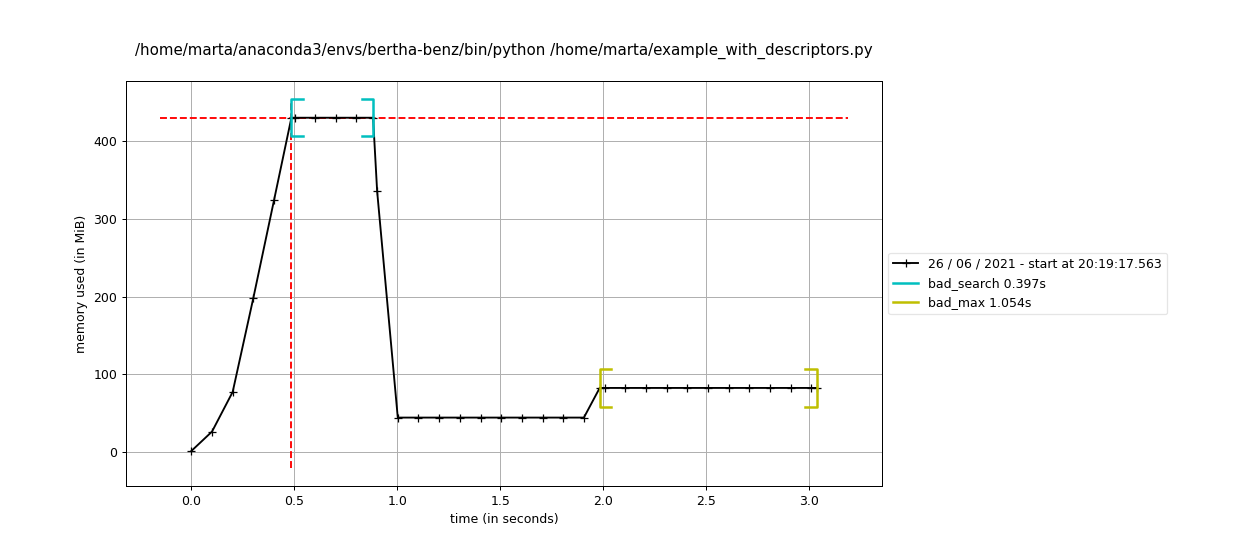 /home/marta/anaconda3/envs/bertha-benz/bin/python /home/marta/example_with_descriptors.py
memory used (in MiB)
400
300
200
100
0
0.0 0.5 1.0 1.5 2.0 2.5 3.0
time (in seconds)
26 / 06 / 2021 - start at 20:19:17.563
bad_search 0.397s
bad_max 1.054s